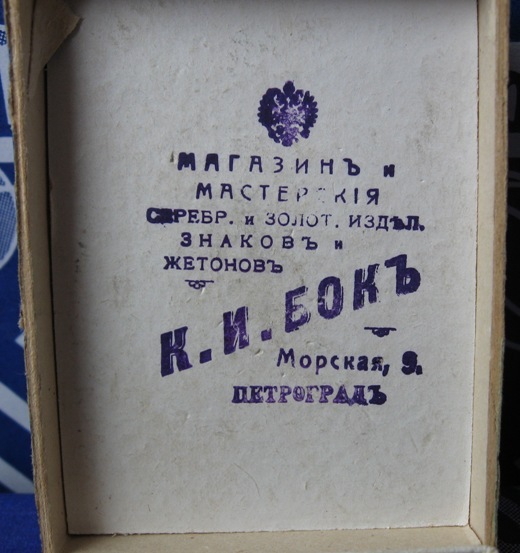 МАГАЗИНЪ и
МАСТЕРСКІЯ
СЕРЕБР. и ЗОЛОТ. ИЗДѢЛ.
ЗНАКОВЪ и
ЖЕТОНОВЪ
К. И. БОКЪ
Морская, 9.
ПЕТРОГРАДЪ